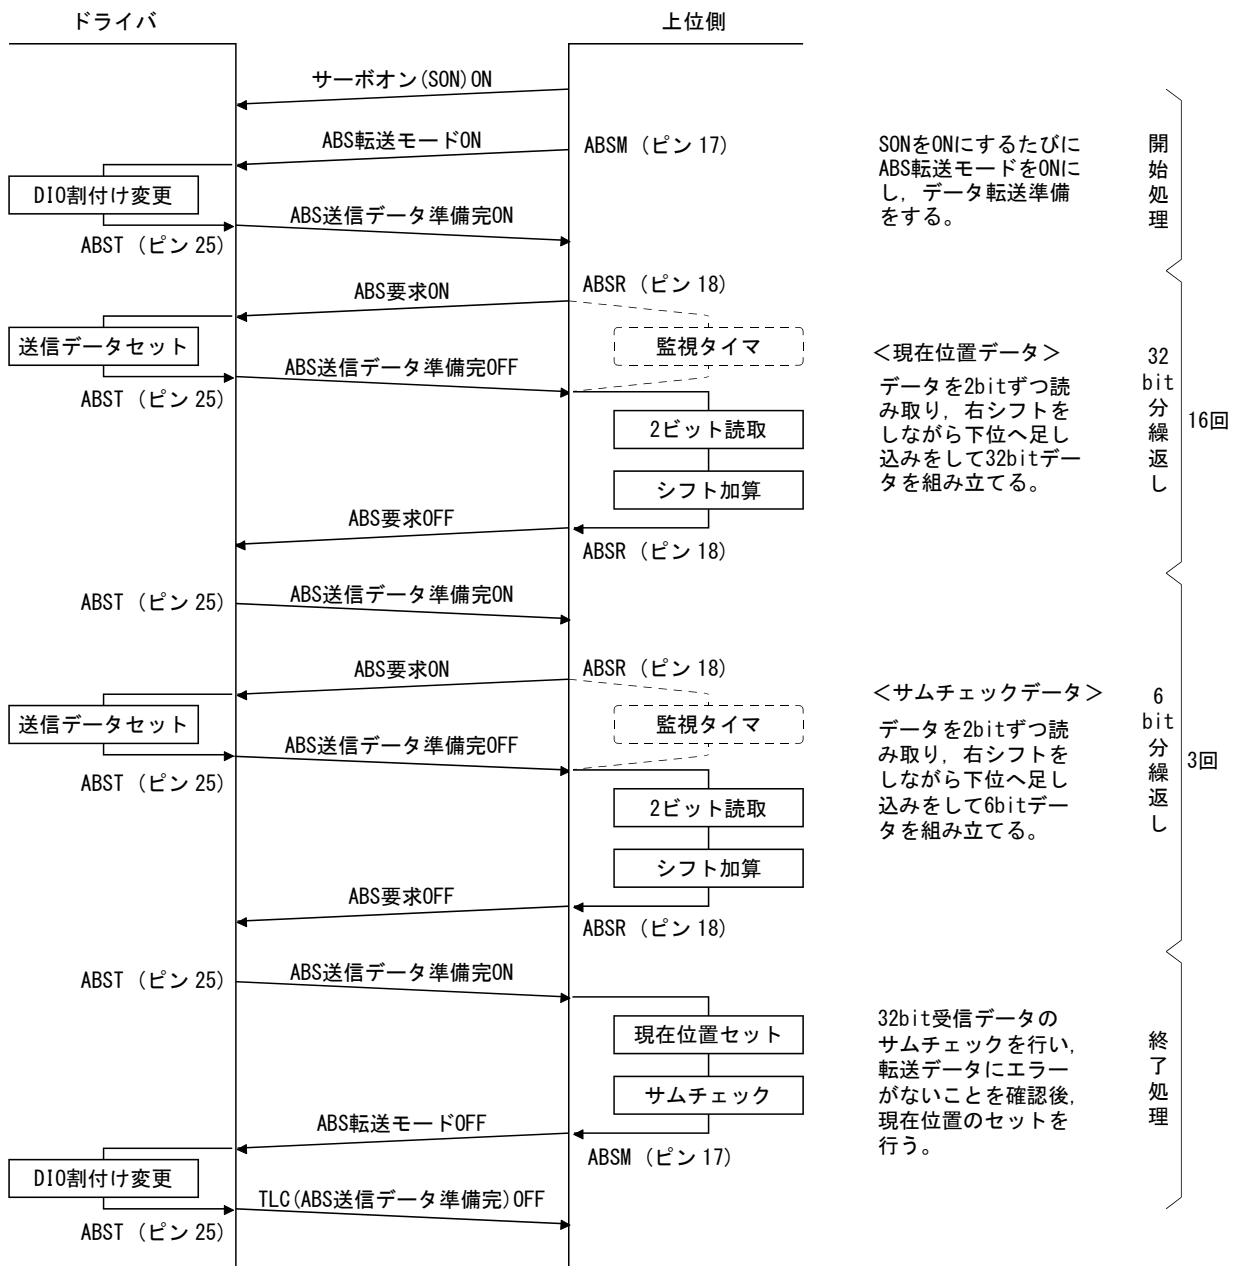 ドライバ
上位側
サーボオン(SON)ON
ABS転送モードON
ABSM (ピン 17)
DIO割付け変更
ABS送信データ準備完ON
ABST (ピン 25)
SONをONにするたびに
ABS転送モードをONに
し，データ転送準備
をする。
開始処理
ABS要求ON
ABSR (ピン 18)
送信データセット
監視タイマ
ABS送信データ準備完OFF
ABST (ピン 25)
2ビット読取
シフト加算
ABS要求OFF
ABSR (ピン 18)
＜現在位置データ＞
データを2bitずつ読
み取り，右シフトを
しながら下位へ足し
込みをして32bitデー
タを組み立てる。
32
bit
分繰返し
16回
ABST (ピン 25)
ABS送信データ準備完ON
ABS要求ON
ABSR (ピン 18)
送信データセット
監視タイマ
ABS送信データ準備完OFF
ABST (ピン 25)
2ビット読取
シフト加算
ABS要求OFF
ABSR (ピン 18)
＜サムチェックデータ＞
データを2bitずつ読
み取り，右シフトを
しながら下位へ足し
込みをして6bitデー
タを組み立てる。
6
bit
分繰返し
3回
ABST (ピン 25)
ABS送信データ準備完ON
現在位置セット
サムチェック
ABS転送モードOFF
ABSM (ピン 17)
DIO割付け変更
TLC(ABS送信データ準備完)OFF
ABST (ピン 25)
32bit受信データの
サムチェックを行い，
転送データにエラー
がないことを確認後，
現在位置のセットを
行う。
終了処理